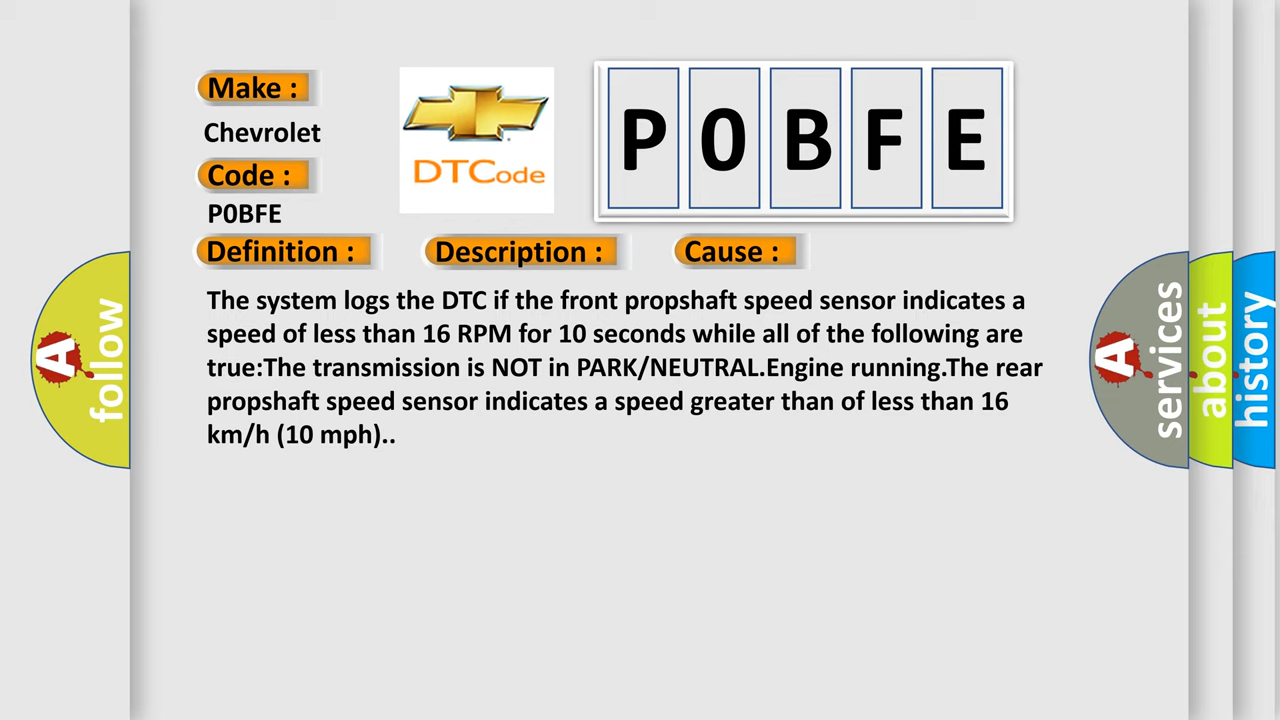 Make :
Chevrolet
Code :
P0BFE
DTCode
P0BFE
Definition :
Description :
Cause :
The system logs the DTC if the front propshaft speed sensor indicates a
speed of less than 16 RPM for 10 seconds while all of the following are
true:The transmission is NOT in PARK/NEUTRAL.Engine running.The rear
propshaft speed sensor indicates a speed greater than of less than 16
km/h (10 mph)..
A follow
A services
about
history